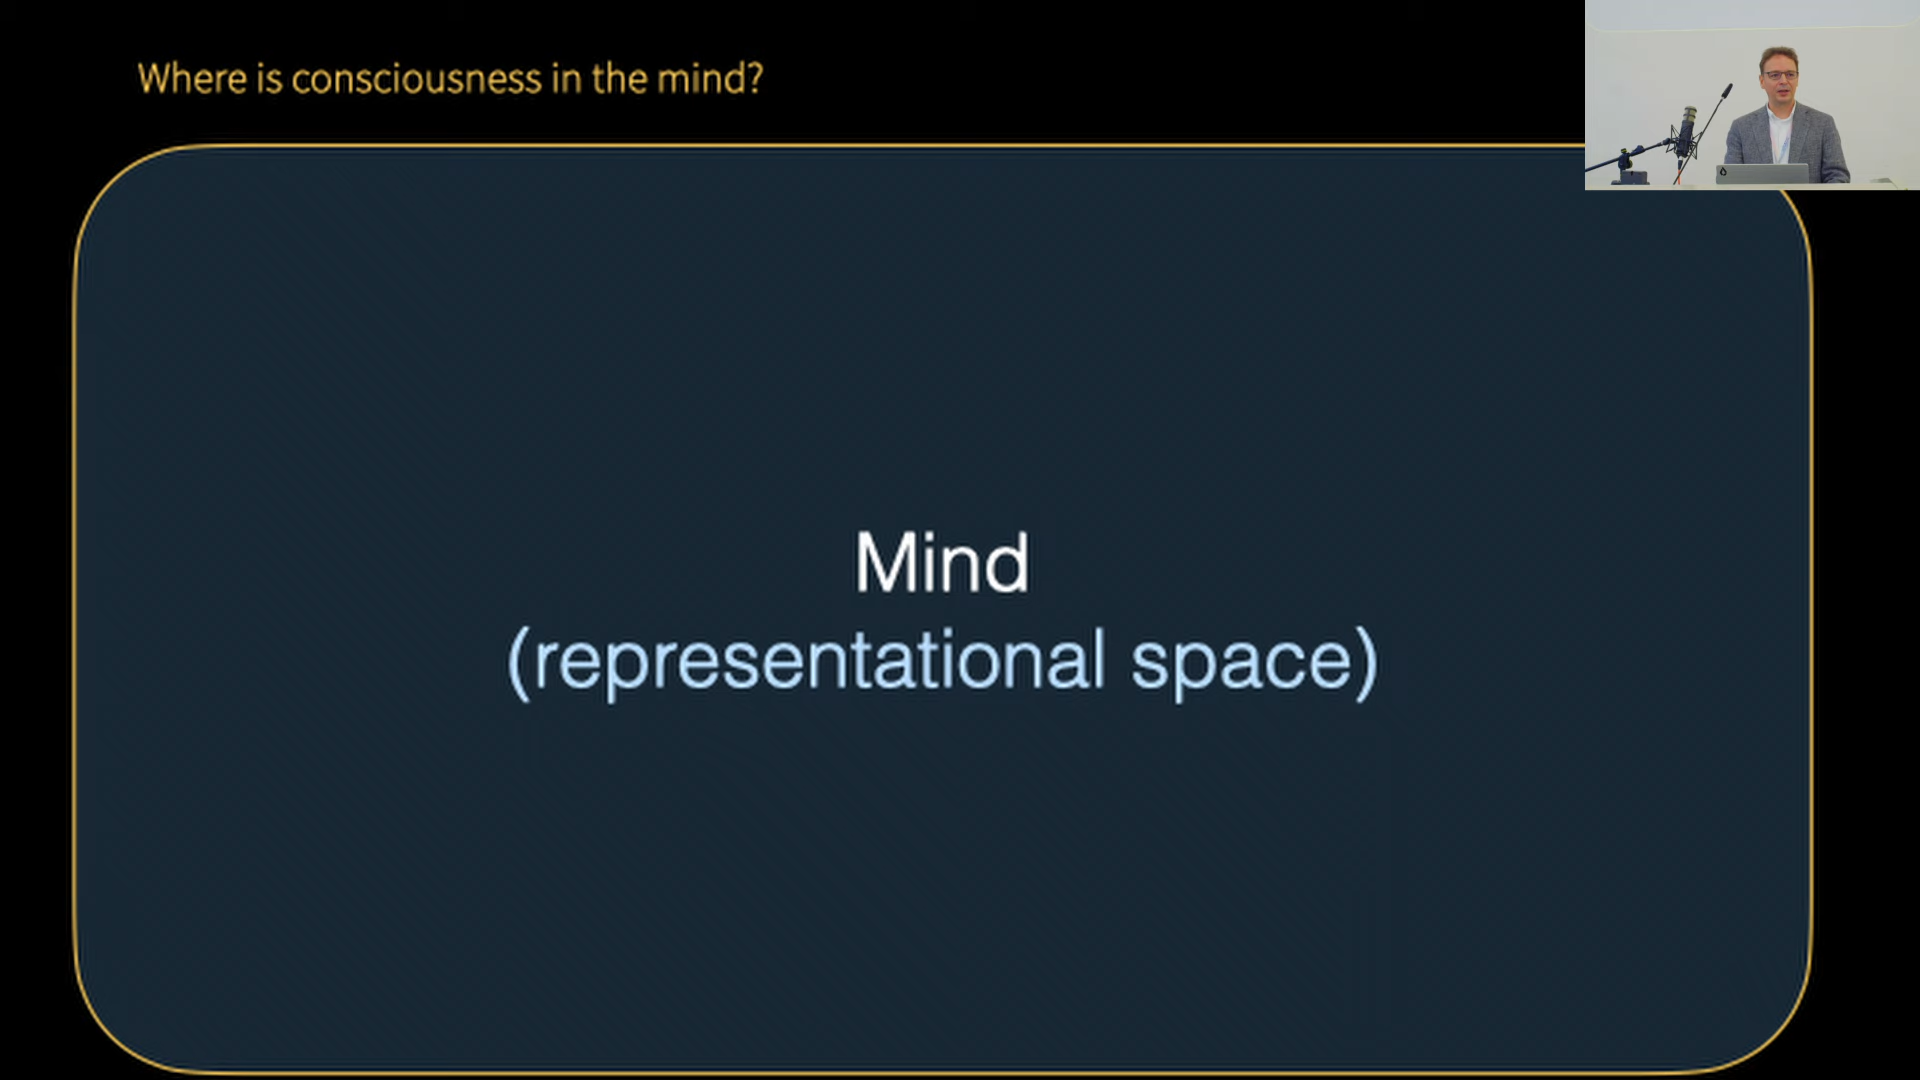 Where is consciousness in the mind?
Mind
(representational space)